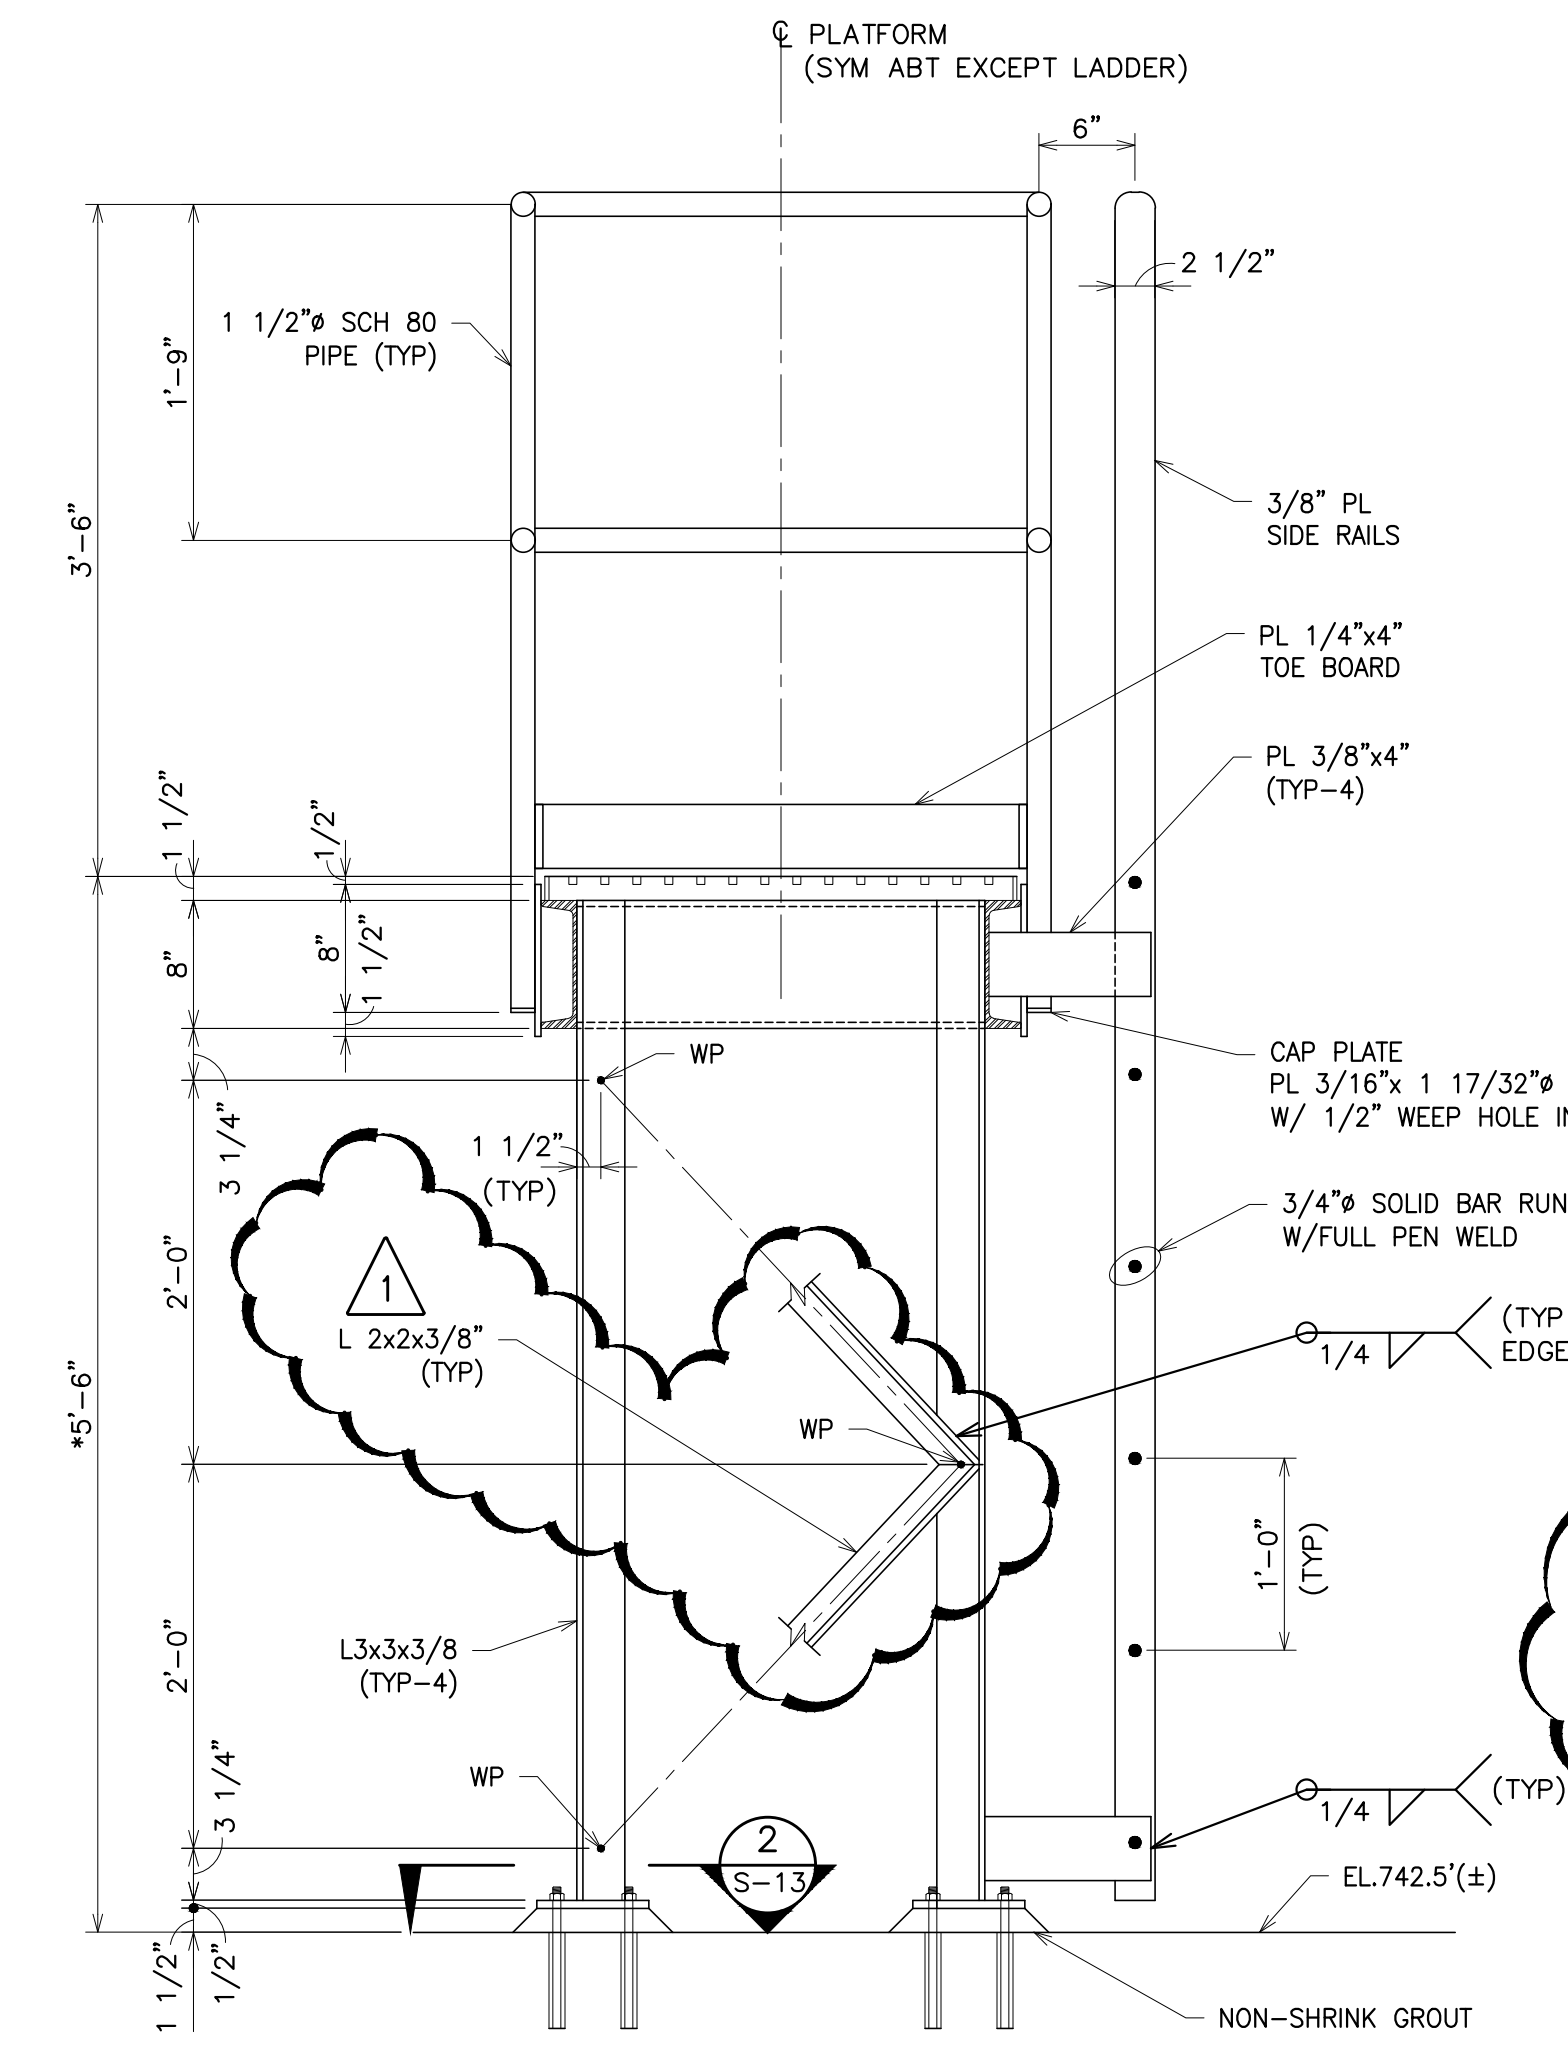 ℄ PLATFORM
(SYM ABT EXCEPT LADDER)
6"
2 1/2"
1 1/2"ø SCH 80
PIPE (TYP)
1'-9"
3'-6"
3/8" PL
SIDE RAILS
PL 1/4"x4"
TOE BOARD
PL 3/8"x4"
(TYP-4)
1 1/2"
1/2"
8"
8"
1 1/2"
WP
CAP PLATE
PL 3/16"x 1 17/32"ø
W/ 1/2" WEEP HOLE
3 1/4"
1 1/2"
(TYP)
3/4"ø SOLID BAR
W/FULL PEN WELD
2'-0"
1
L 2x2x3/8"
(TYP)
1/4
(TYP
EDGE
*5'-6"
WP
1'-0"
(TYP)
2'-0"
L3x3x3/8
(TYP-4)
3 1/4"
WP
1/4
(TYP)
2
S-13
EL.742.5'(±)
1 1/2"
1/2"
NON-SHRINK GROUT